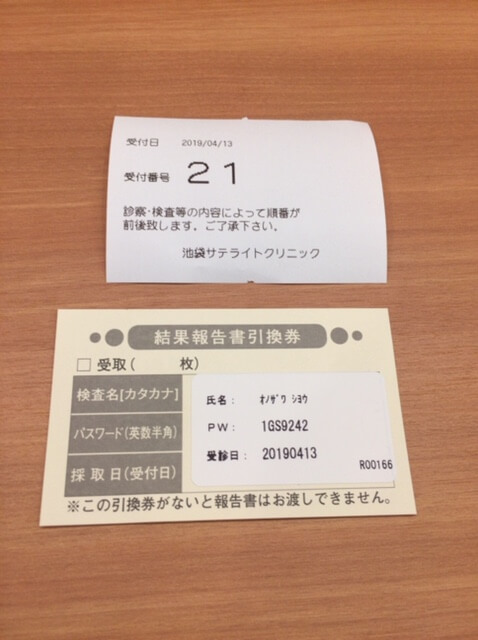 受付日 2019/04/13
受付番号 21
診察・検査等の内容によって順番が
前後致します。ご了承下さい。
池袋サテライトクリニック
結果報告書引換券
□ 受取( 枚)
検査名[カタカナ] 氏名: オノザワ ショウ
パスワード(英数半角) PW: 1GS9242
採取日(受付日) 受診日: 20190413
R00166
※この引換券がないと報告書はお渡しできません。